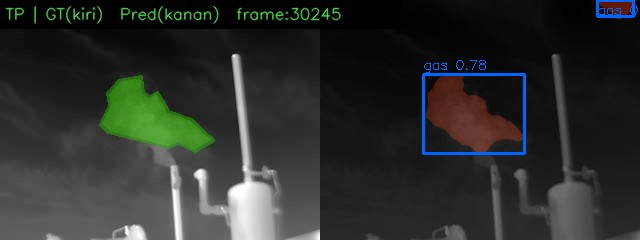 TP | GT(kiri) Pred(kanan) frame:30245
gas 0.78